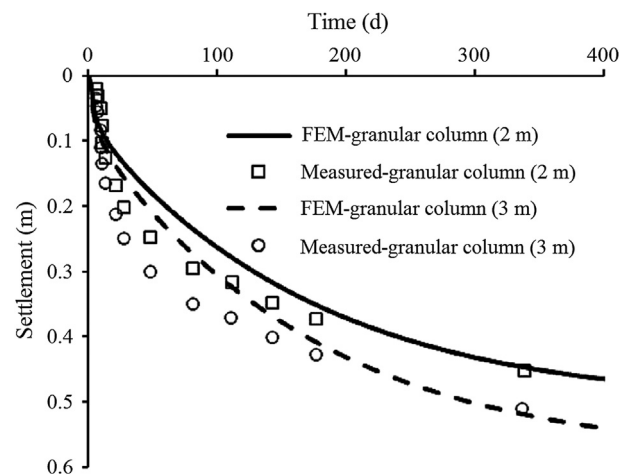 Time (d)
0 100 200 300 400
0
0.1
0.2
0.3
0.4
0.5
0.6
Settlement (m)
FEM-granular column (2 m)
Measured-granular column (2 m)
FEM-granular column (3 m)
Measured-granular column (3 m)